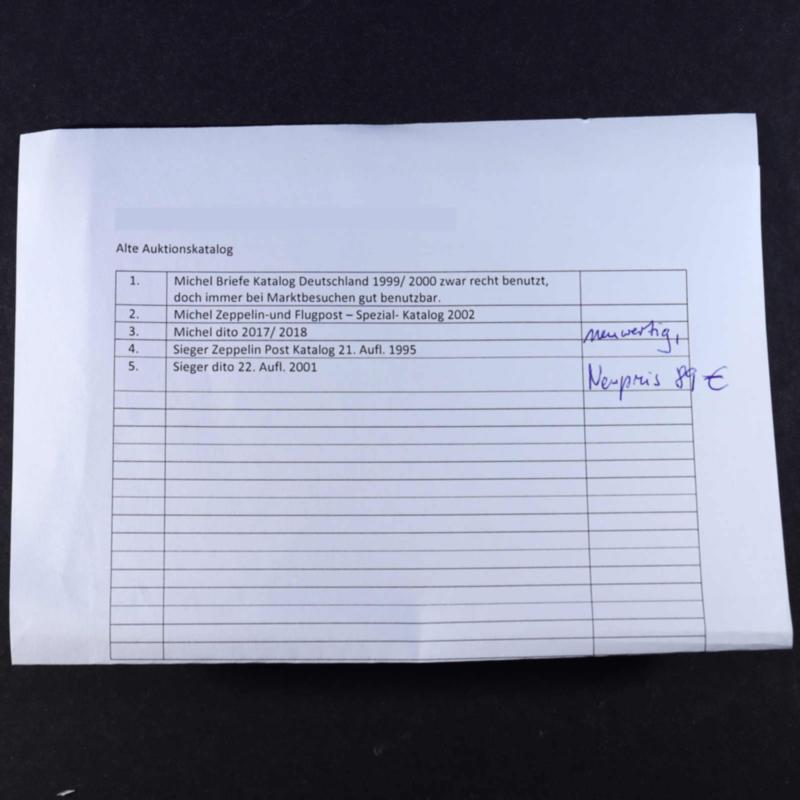 Alte Auktionskatalog
1. Michel Briefe Katalog Deutschland 1999/ 2000 zwar recht benutzt,
doch immer bei Marktbesuchen gut benutzbar.
2. Michel Zeppelin-und Flugpost – Spezial- Katalog 2002
3. Michel dito 2017/ 2018 neuwertig,
4. Sieger Zeppelin Post Katalog 21. Aufl. 1995
5. Sieger dito 22. Aufl. 2001 Neupreis 89 €